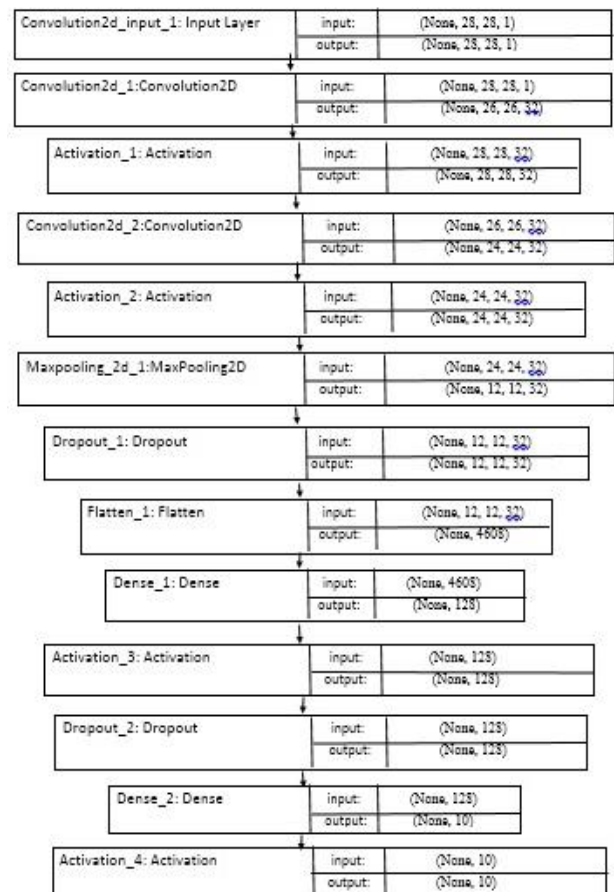 Convolution2d_input_1: Input Layer input: (None, 28, 28, 1)
output: (None, 28, 28, 1)
Convolution2d_1:Convolution2D input: (None, 28, 28, 1)
output: (None, 26, 26, 32)
Activation_1: Activation input: (None, 28, 28, 32)
output: (None, 28, 28, 32)
Convolution2d_2:Convolution2D input: (None, 26, 26, 32)
output: (None, 24, 24, 32)
Activation_2: Activation input: (None, 24, 24, 32)
output: (None, 24, 24, 32)
Maxpooling_2d_1:MaxPooling2D input: (None, 24, 24, 32)
output: (None, 12, 12, 32)
Dropout_1: Dropout input: (None, 12, 12, 32)
output: (None, 12, 12, 32)
Flatten_1: Flatten input: (None, 12, 12, 32)
output: (None, 4608)
Dense_1: Dense input: (None, 4608)
output: (None, 128)
Activation_3: Activation input: (None, 128)
output: (None, 128)
Dropout_2: Dropout input: (None, 128)
output: (None, 128)
Dense_2: Dense input: (None, 128)
output: (None, 10)
Activation_4: Activation input: (None, 10)
output: (None, 10)